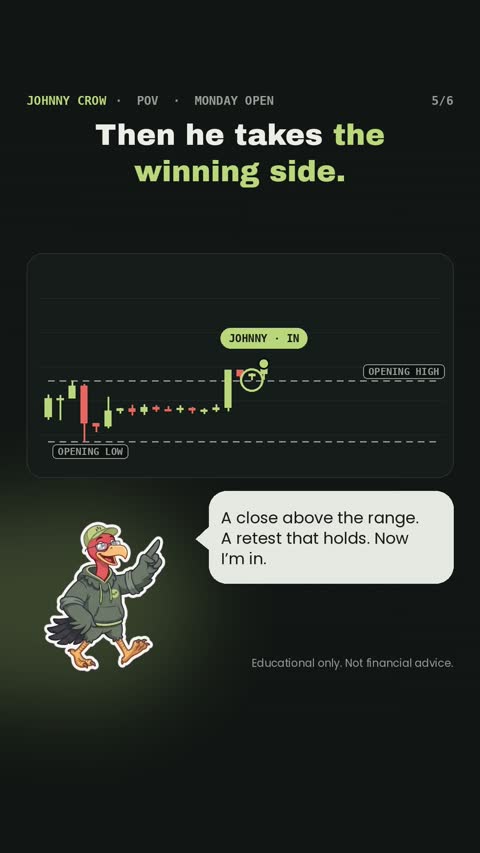 JOHNNY CROW · POV · MONDAY OPEN 5/6
Then he takes the
winning side.
JOHNNY · IN
OPENING HIGH
OPENING LOW
A close above the range.
A retest that holds. Now
I'm in.
Educational only. Not financial advice.